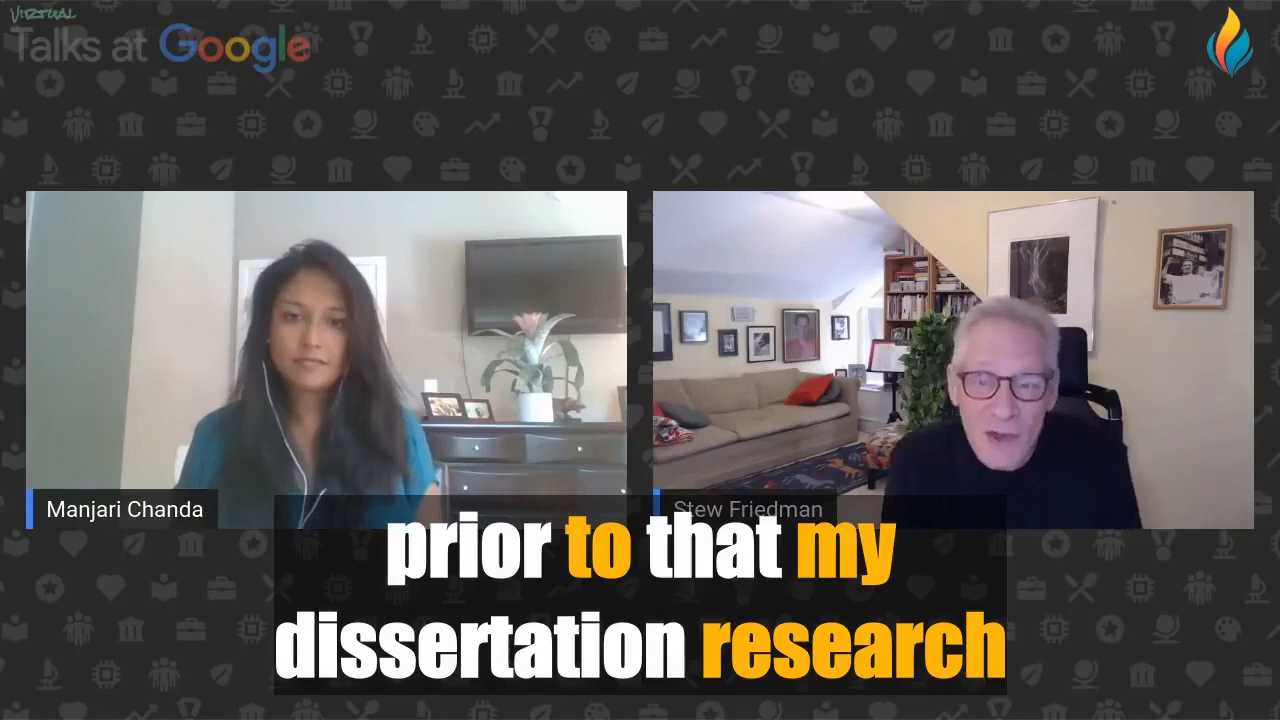 VIRTUAL
Talks at Google
Manjari Chanda
Stew Friedman
prior to that my
dissertation research